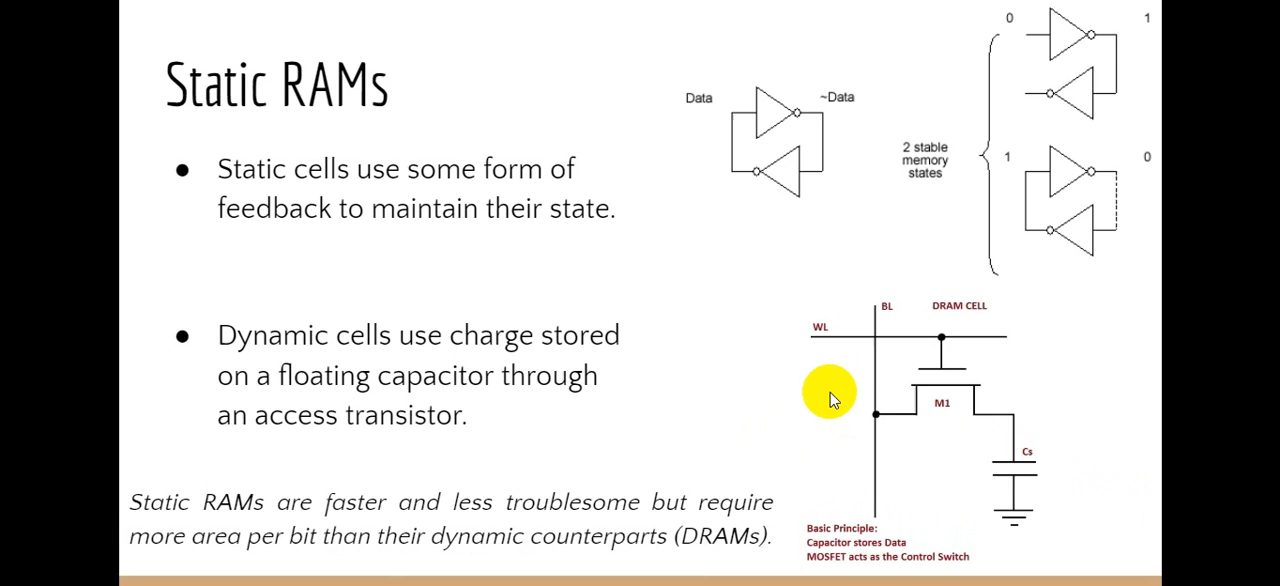 Static RAMs
● Static cells use some form of
feedback to maintain their state.
● Dynamic cells use charge stored
on a floating capacitor through
an access transistor.
Static RAMs are faster and less troublesome but require
more area per bit than their dynamic counterparts (DRAMs).
Data
~Data
0
1
2 stable
memory
states
1
0
BL
DRAM CELL
WL
M1
Cs
Basic Principle:
Capacitor stores Data
MOSFET acts as the Control Switch